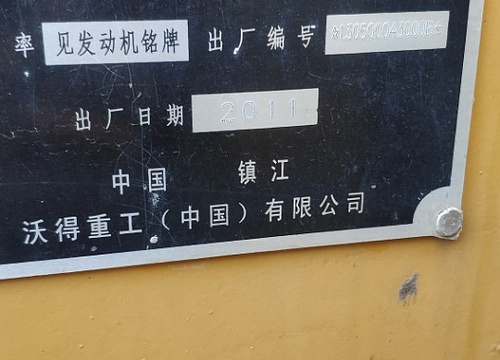 率 见发动机铭牌 出厂编号
出厂日期 2011
中国 镇江
沃得重工（中国）有限公司